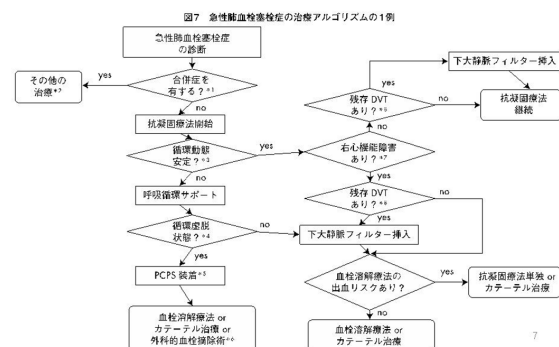 図7 急性肺血栓塞栓症の治療アルゴリズムの1例
急性肺血栓塞栓症
の診断
合併症を
有する？*1
yes
その他の
治療*2
no
抗凝固療法開始
循環動態
安定？*3
yes
no
呼吸循環サポート
循環虚脱
状態？*4
no
yes
PCPS 装着*5
血栓溶解療法 or
カテーテル治療 or
外科的血栓摘除術*6
右心機能障害
あり？*7
no
残存 DVT
あり？
yes
下大静脈フィルター挿入
no
抗凝固療法
継続
yes
残存 DVT
あり？
no
yes
下大静脈フィルター挿入
血栓溶解療法の
出血リスクあり？
yes
抗凝固療法単独 or
カテーテル治療
no
血栓溶解療法 or
カテーテル治療
7